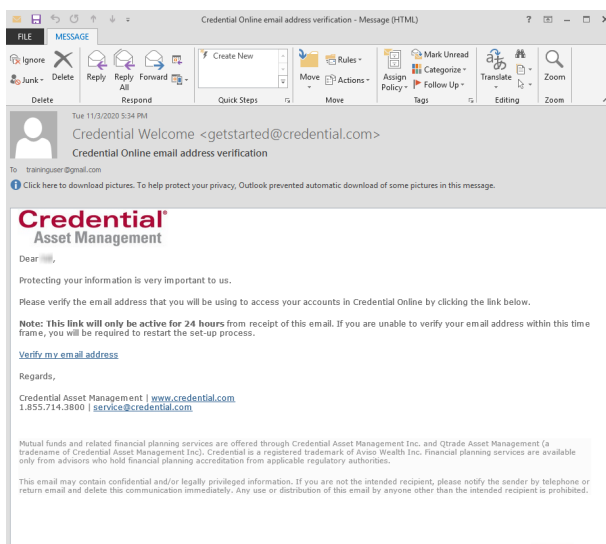 Credential Online email address verification - Message (HTML)
FILE MESSAGE
Ignore
Junk
Delete
Reply
Reply All
Forward
Create New
Move
Rules
Actions
Assign Policy
Mark Unread
Categorize
Follow Up
Translate
Zoom
Delete Respond Quick Steps Move Tags Editing Zoom
Tue 11/3/2020 5:34 PM
Credential Welcome <getstarted@credential.com>
Credential Online email address verification
To traininguser@gmail.com
Click here to download pictures. To help protect your privacy, Outlook prevented automatic download of some pictures in this message.
Credential®
Asset Management
Dear ,
Protecting your information is very important to us.
Please verify the email address that you will be using to access your accounts in Credential Online by clicking the link below.
Note: This link will only be active for 24 hours from receipt of this email. If you are unable to verify your email address within this time
frame, you will be required to restart the set-up process.
Verify my email address
Regards,
Credential Asset Management | www.credential.com
1.855.714.3800 | service@credential.com
Mutual funds and related financial planning services are offered through Credential Asset Management Inc. and Qtrade Asset Management (a
tradename of Credential Asset Management Inc). Credential is a registered trademark of Aviso Wealth Inc. Financial planning services are available
only from advisors who hold financial planning accreditation from applicable regulatory authorities.
This email may contain confidential and/or legally privileged information. If you are not the intended recipient, please notify the sender by telephone or
return email and delete this communication immediately. Any use or distribution of this email by anyone other than the intended recipient is prohibited.